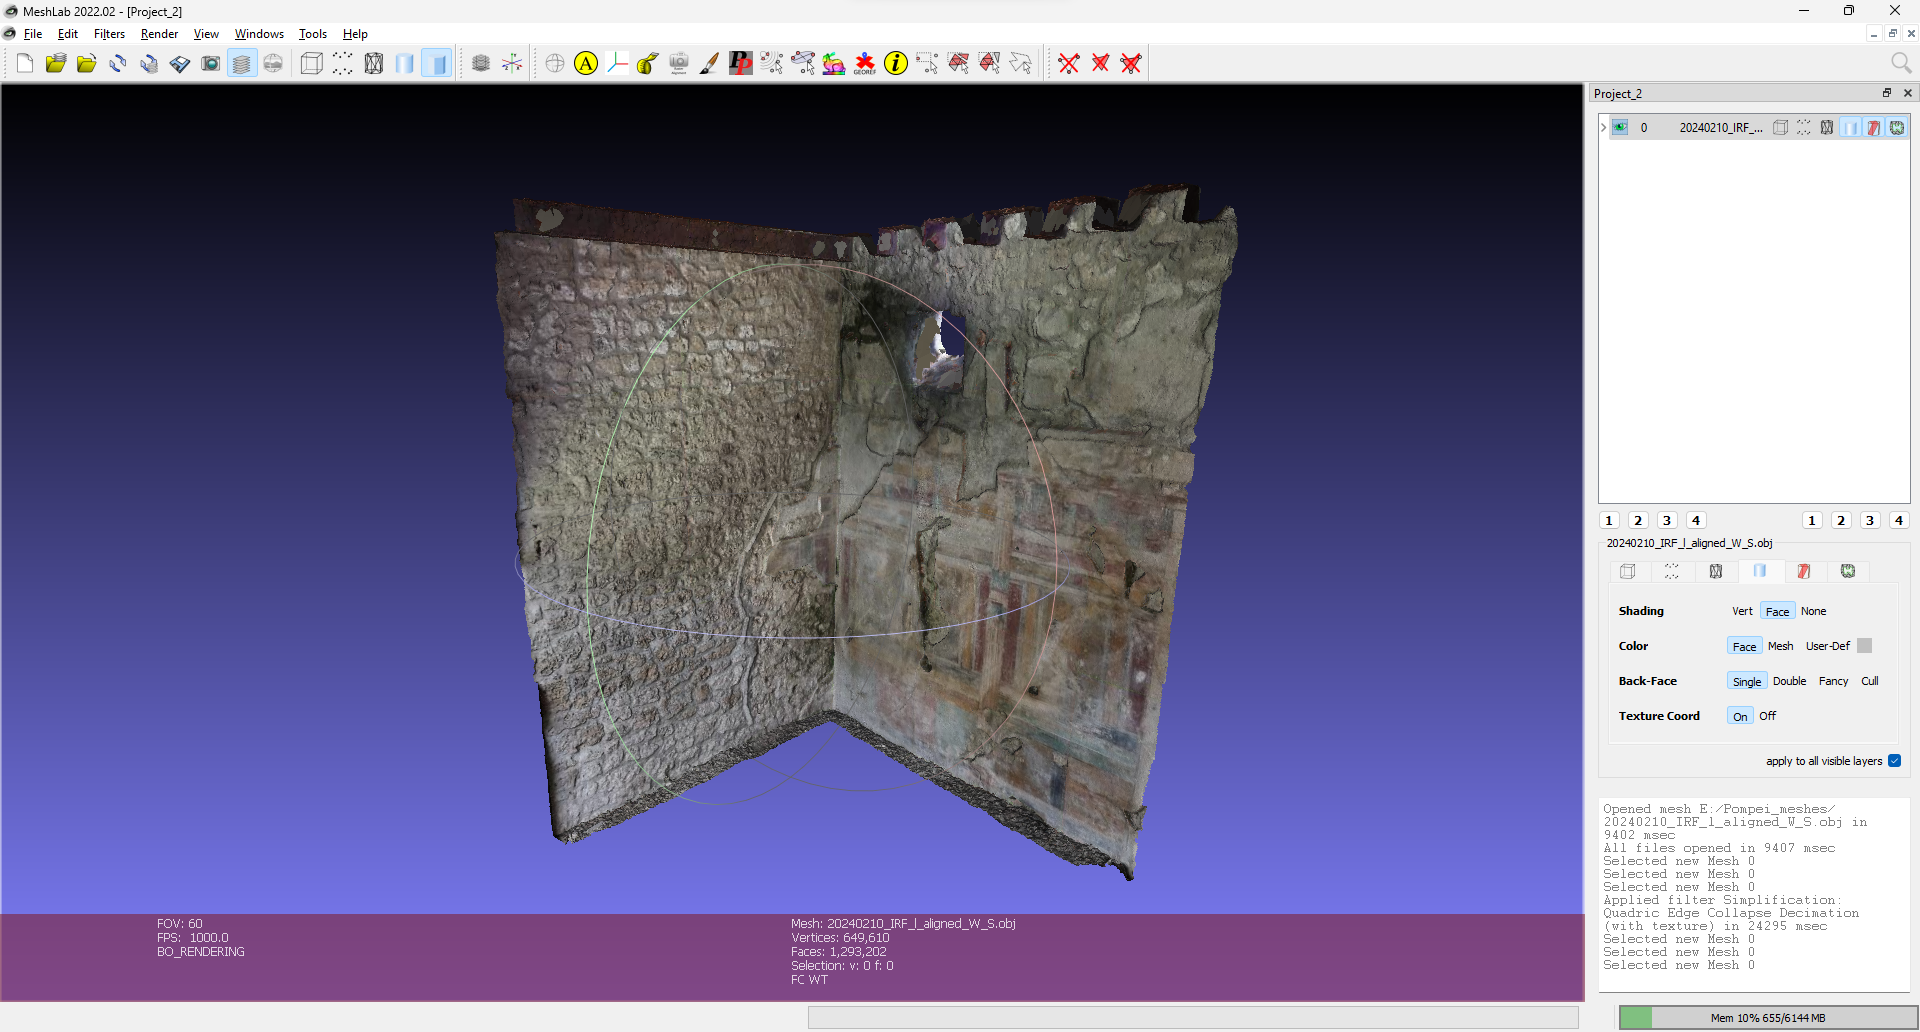 MeshLab 2022.02 - [Project_2]
File Edit Filters Render View Windows Tools Help
A
PP
GEOREF
i
Project_2
0 20240210_IRF_...
1 2 3 4 1 2 3 4
20240210_IRF_l_aligned_W_S.obj
Shading Vert Face None
Color Face Mesh User-Def
Back-Face Single Double Fancy Cull
Texture Coord On Off
apply to all visible layers
Opened mesh E:/Pompei_meshes/
20240210_IRF_l_aligned_W_S.obj in
9402 msec
All files opened in 9407 msec
Selected new Mesh 0
Selected new Mesh 0
Selected new Mesh 0
Applied filter Simplification:
Quadric Edge Collapse Decimation
(with texture) in 24295 msec
Selected new Mesh 0
Selected new Mesh 0
Selected new Mesh 0
FOV: 60
FPS: 1000.0
BO_RENDERING
Mesh: 20240210_IRF_l_aligned_W_S.obj
Vertices: 649,610
Faces: 1,293,202
Selection: v: 0 f: 0
FC WT
Mem 10% 655/6144 MB